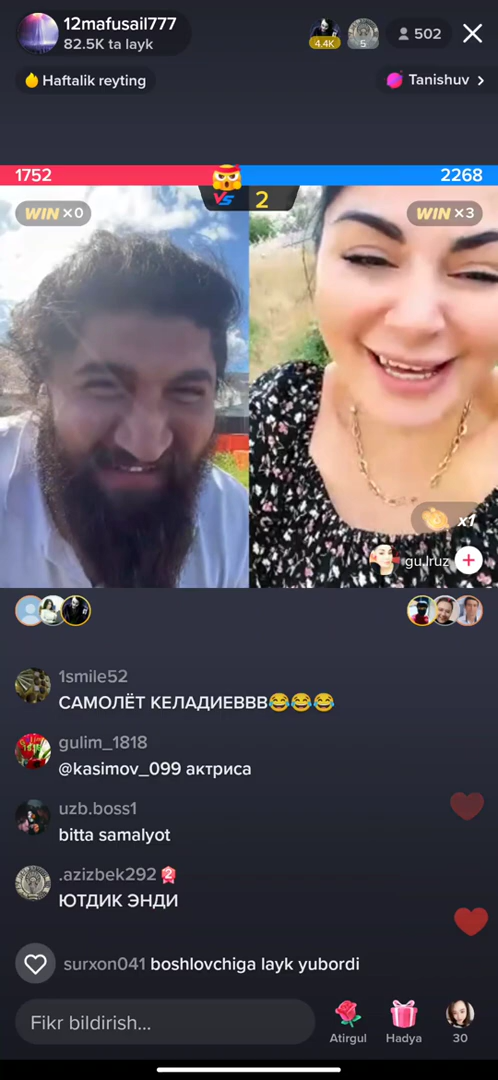 12mafusail777
82.5K ta layk
4.4K
5
502
Haftalik reyting
Tanishuv
1752
2268
VS 2
WIN ×0
WIN ×3
x1
gu.lruz
1smile52
САМОЛЁТ КЕЛАДИЕВВВ😂😂😂
gulim_1818
@kasimov_099 актриса
uzb.boss1
bitta samalyot
.azizbek292 2
ЮТДИК ЭНДИ
surxon041 boshlovchiga layk yubordi
Fikr bildirish...
Atirgul
Hadya
30